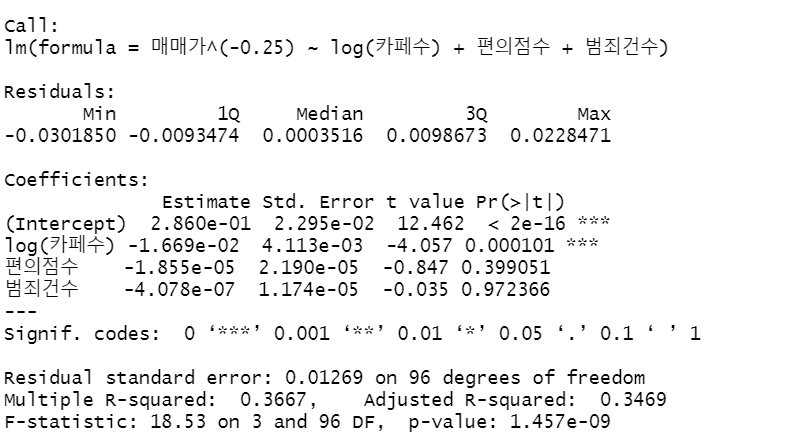 Call:
lm(formula = 매매가^(-0.25) ~ log(카페수) + 편의점수 + 범죄건수)
Residuals:
Min 1Q Median 3Q Max
-0.0301850 -0.0093474 0.0003516 0.0098673 0.0228471
Coefficients:
Estimate Std. Error t value Pr(>|t|)
(Intercept) 2.860e-01 2.295e-02 12.462 < 2e-16 ***
log(카페수) -1.669e-02 4.113e-03 -4.057 0.000101 ***
편의점수 -1.855e-05 2.190e-05 -0.847 0.399051
범죄건수 -4.078e-07 1.174e-05 -0.035 0.972366
---
Signif. codes: 0 ‘***’ 0.001 ‘**’ 0.01 ‘*’ 0.05 ‘.’ 0.1 ‘ ’ 1
Residual standard error: 0.01269 on 96 degrees of freedom
Multiple R-squared: 0.3667, Adjusted R-squared: 0.3469
F-statistic: 18.53 on 3 and 96 DF, p-value: 1.457e-09